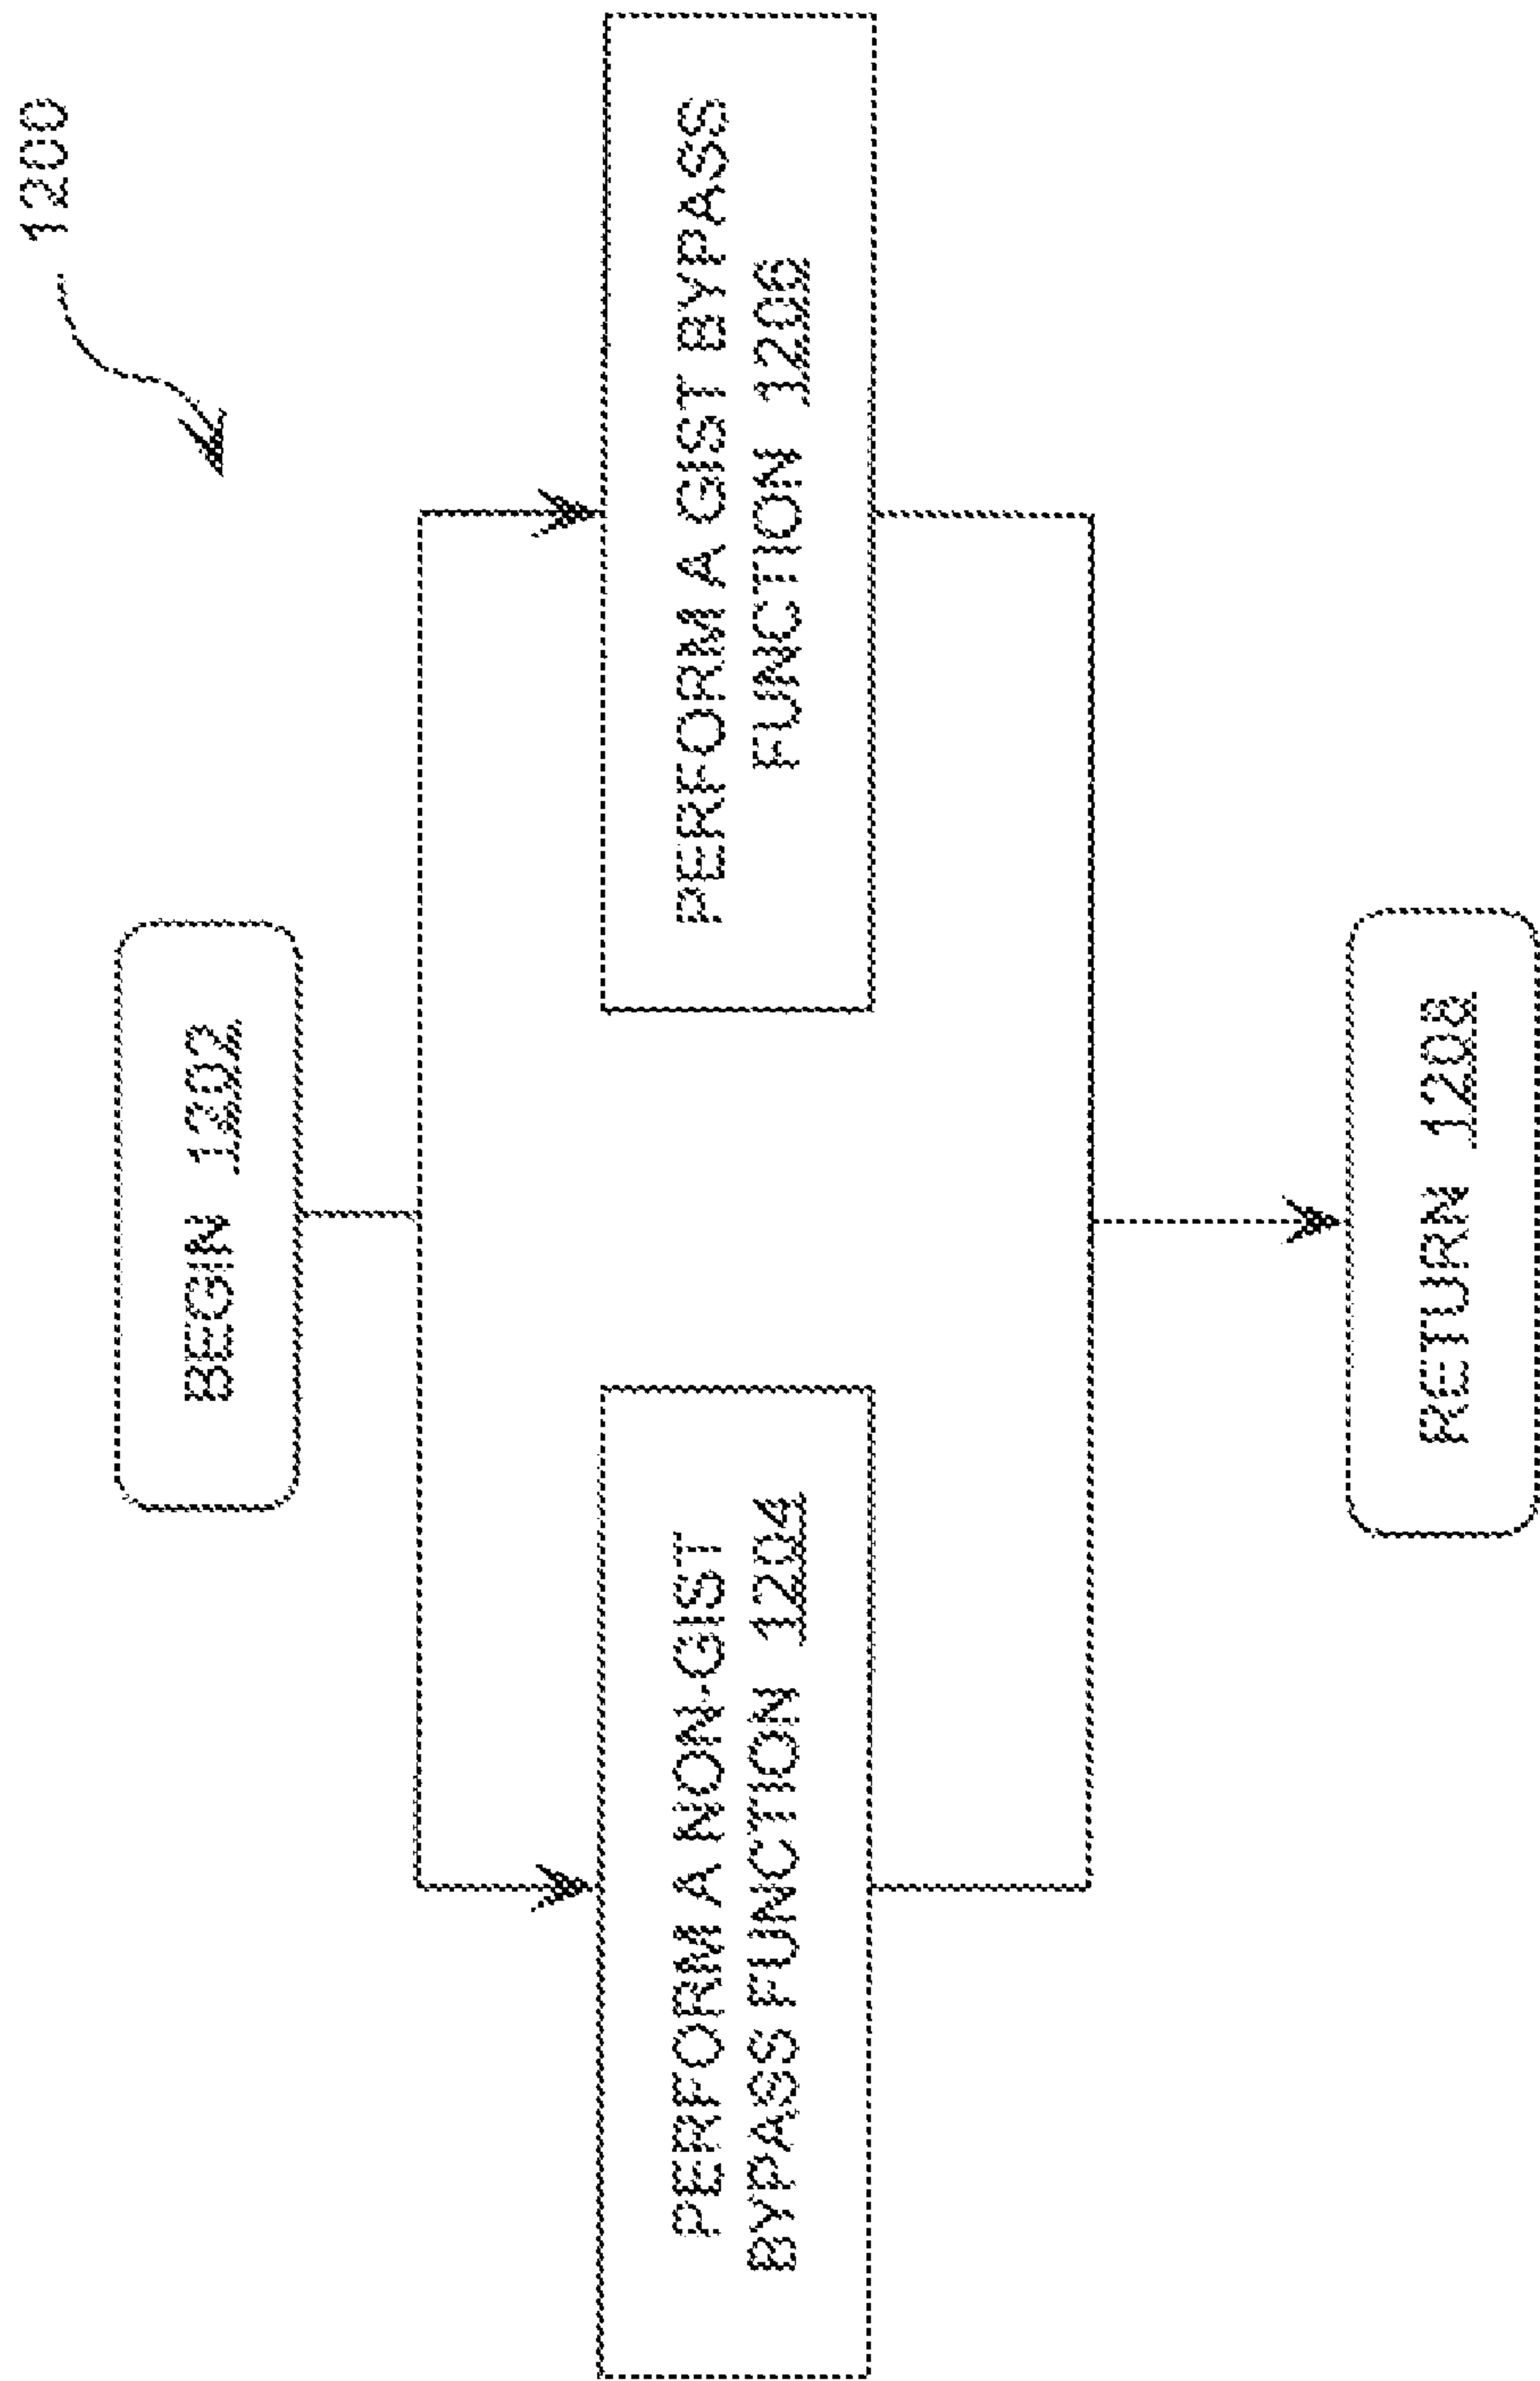 1200
BEGIN 1202
PERFORM A NON-GIST
BYPASS FUNCTION 1204
PERFORM A GIST BYPASS
FUNCTION 1206
RETURN 1208